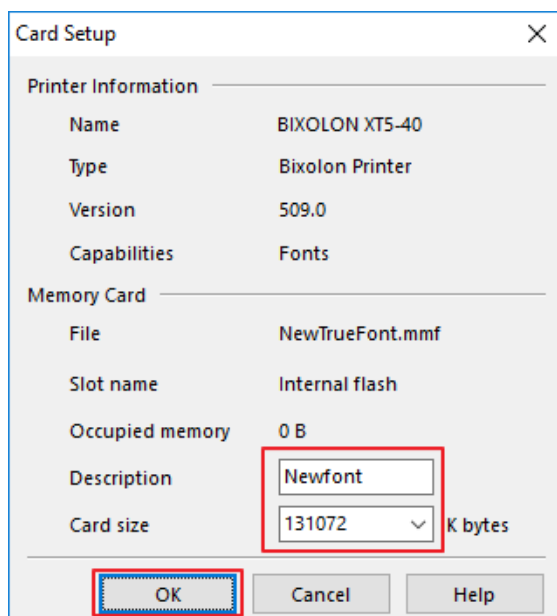 Card Setup
Printer Information
Name BIXOLON XT5-40
Type Bixolon Printer
Version 509.0
Capabilities Fonts
Memory Card
File NewTrueFont.mmf
Slot name Internal flash
Occupied memory 0 B
Description Newfont
Card size 131072 K bytes
OK Cancel Help